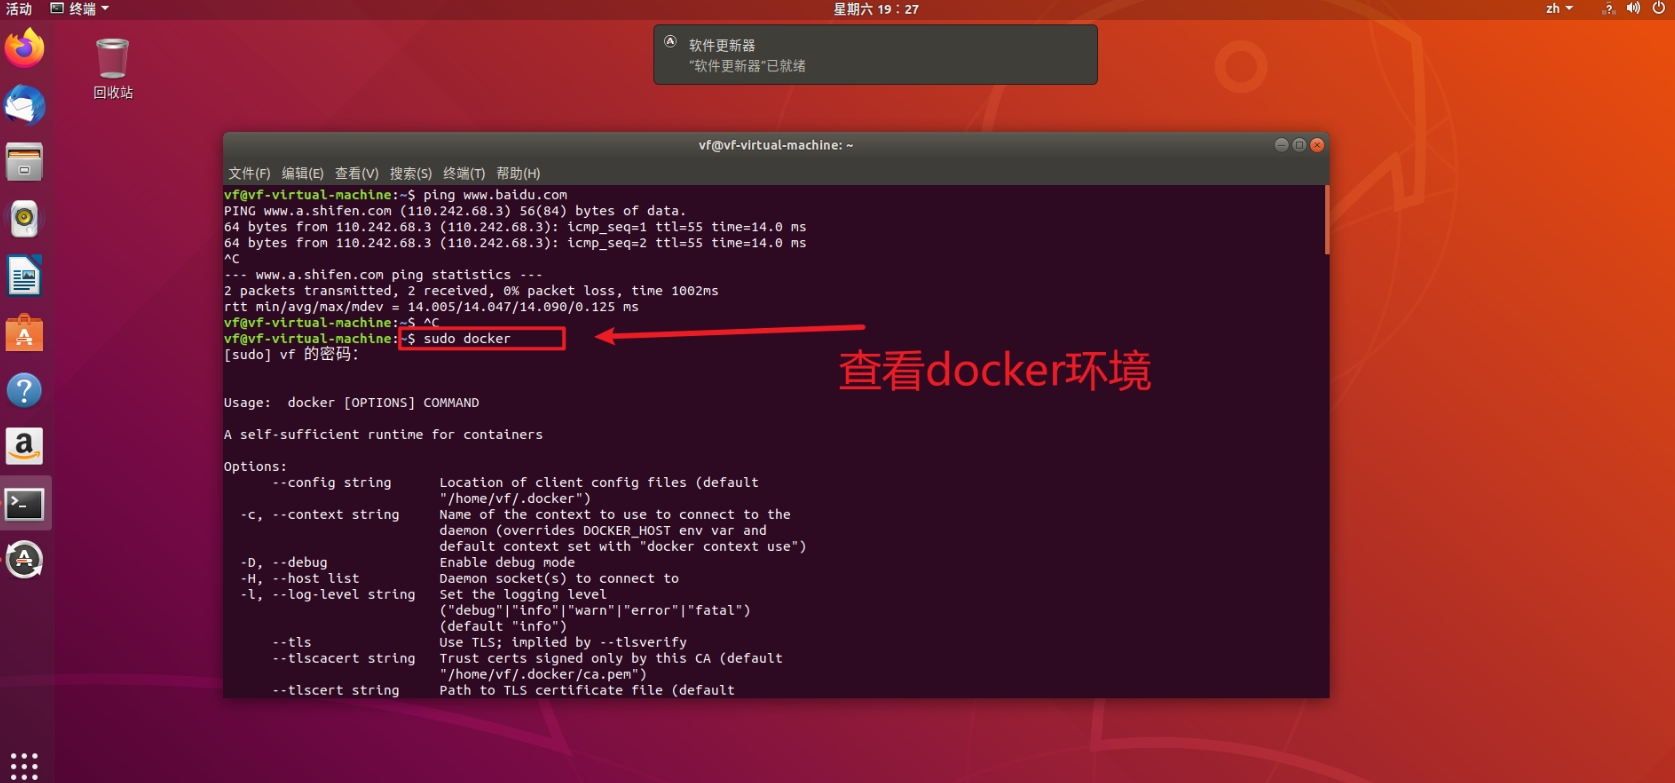 活动 终端 星期六 19：27 zh
软件更新器
"软件更新器"已就绪
回收站
vf@vf-virtual-machine: ~
文件(F) 编辑(E) 查看(V) 搜索(S) 终端(T) 帮助(H)
vf@vf-virtual-machine:~$ ping www.baidu.com
PING www.a.shifen.com (110.242.68.3) 56(84) bytes of data.
64 bytes from 110.242.68.3 (110.242.68.3): icmp_seq=1 ttl=55 time=14.0 ms
64 bytes from 110.242.68.3 (110.242.68.3): icmp_seq=2 ttl=55 time=14.0 ms
^C
--- www.a.shifen.com ping statistics ---
2 packets transmitted, 2 received, 0% packet loss, time 1002ms
rtt min/avg/max/mdev = 14.005/14.047/14.090/0.125 ms
vf@vf-virtual-machine:~$ ^C
vf@vf-virtual-machine:~$ sudo docker
[sudo] vf 的密码：
查看docker环境
Usage:  docker [OPTIONS] COMMAND
A self-sufficient runtime for containers
Options:
--config string Location of client config files (default
"/home/vf/.docker")
-c, --context string Name of the context to use to connect to the
daemon (overrides DOCKER_HOST env var and
default context set with "docker context use")
-D, --debug Enable debug mode
-H, --host list Daemon socket(s) to connect to
-l, --log-level string Set the logging level
("debug"|"info"|"warn"|"error"|"fatal")
(default "info")
--tls Use TLS; implied by --tlsverify
--tlscacert string Trust certs signed only by this CA (default
"/home/vf/.docker/ca.pem")
--tlscert string Path to TLS certificate file (default